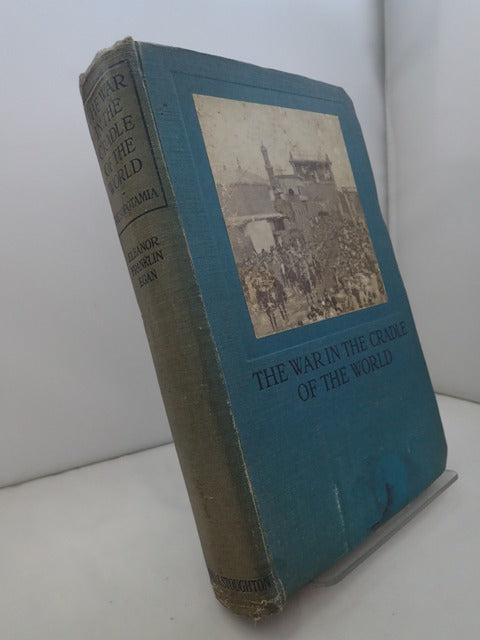 THE WAR
IN THE
CRADLE
OF THE
WORLD
MESOPOTAMIA
ELEANOR
FRANKLIN
EGAN
STOUGHTON
THE WAR IN THE CRADLE
OF THE WORLD